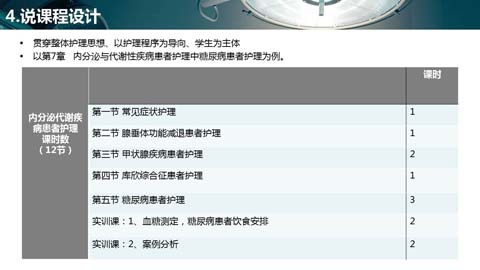 4.说课程设计
• 贯穿整体护理思想、以护理程序为导向、学生为主体
• 以第7章 内分泌与代谢性疾病患者护理中糖尿病患者护理为例。
课时
内分泌代谢疾
病患者护理
课时数
（12节）
第一节 常见症状护理 1
第二节 腺垂体功能减退患者护理 1
第三节 甲状腺疾病患者护理 2
第四节 库欣综合征患者护理 1
第五节 糖尿病患者护理 3
实训课：1、血糖测定，糖尿病患者饮食安排 2
实训课：2、案例分析 2